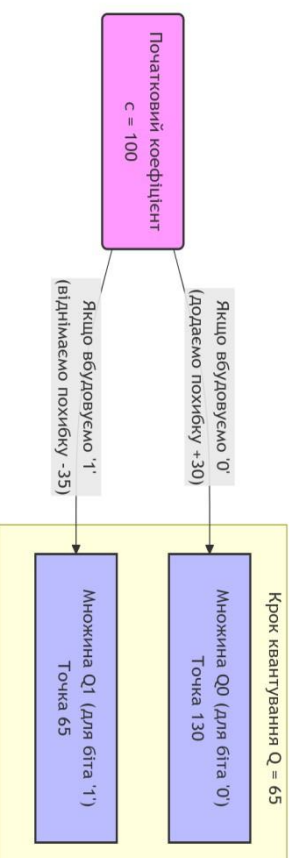 Початковий коефіцієнт
c = 100
Якщо вбудовуємо '0'
(додаємо похибку +30)
Якщо вбудовуємо '1'
(віднімаємо похибку -35)
Крок квантування Q = 65
Множина Q0 (для біта '0')
Точка 130
Множина Q1 (для біта '1')
Точка 65